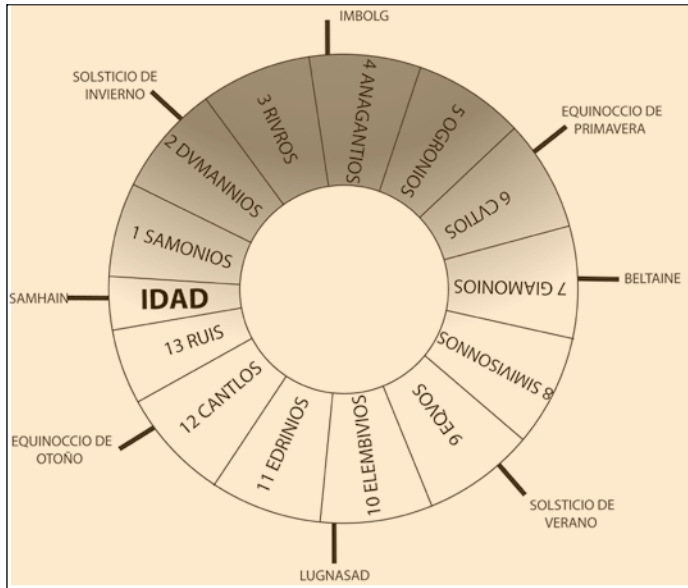 IMBOLG
SOLSTICIO DE
INVIERNO
EQUINOCCIO DE
PRIMAVERA
BELTAINE
SOLSTICIO DE
VERANO
LUGNASAD
EQUINOCCIO DE
OTOÑO
SAMHAIN
IDAD
1 SAMONIOS
2 DVMANNIOS
3 RIVROS
4 ANAGANTIOS
5 OGRONIOS
6 CVTIOS
7 GIAMONIOS
8 SIMIVISONNOS
9 EQVOS
10 ELEMBIVIOS
11 EDRINIOS
12 CANTLOS
13 RUIS